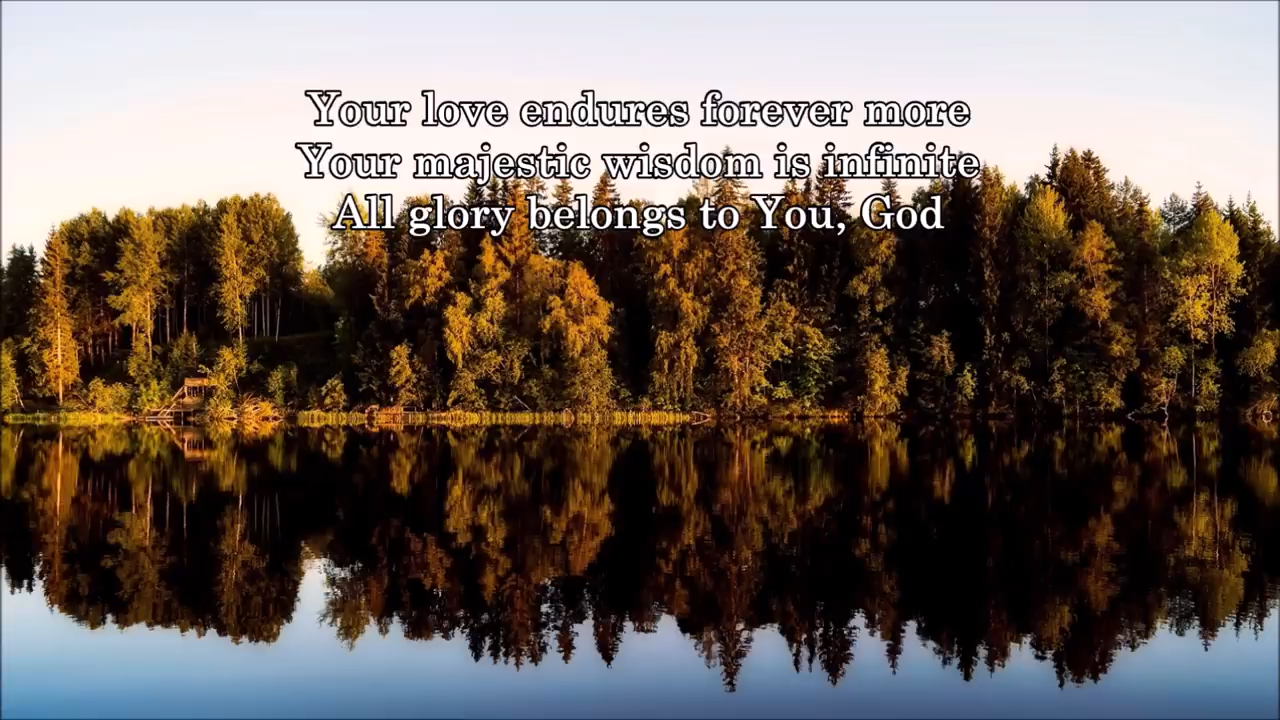 Your love endures forever more
Your majestic wisdom is infinite
All glory belongs to You, God